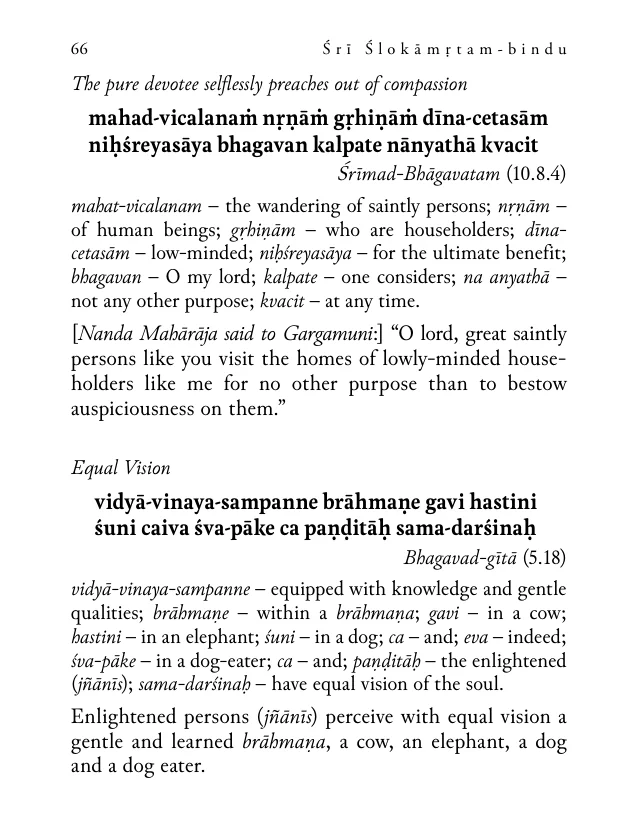 66
Śrī Ślokāmṛtam-bindu
The pure devotee selflessly preaches out of compassion
mahad-vicalanaṁ nṛṇāṁ gṛhiṇāṁ dīna-cetasām
niḥśreyasāya bhagavan kalpate nānyathā kvacit
Śrīmad-Bhāgavatam (10.8.4)
mahat-vicalanam – the wandering of saintly persons; nṛṇām –
of human beings; gṛhiṇām – who are householders; dīna-
cetasām – low-minded; niḥśreyasāya – for the ultimate benefit;
bhagavan – O my lord; kalpate – one considers; na anyathā –
not any other purpose; kvacit – at any time.
[Nanda Mahārāja said to Gargamuni:] “O lord, great saintly
persons like you visit the homes of lowly-minded house-
holders like me for no other purpose than to bestow
auspiciousness on them.”
Equal Vision
vidyā-vinaya-sampanne brāhmaṇe gavi hastini
śuni caiva śva-pāke ca paṇḍitāḥ sama-darśinaḥ
Bhagavad-gītā (5.18)
vidyā-vinaya-sampanne – equipped with knowledge and gentle
qualities; brāhmaṇe – within a brāhmaṇa; gavi – in a cow;
hastini – in an elephant; śuni – in a dog; ca – and; eva – indeed;
śva-pāke – in a dog-eater; ca – and; paṇḍitāḥ – the enlightened
(jñānīs); sama-darśinaḥ – have equal vision of the soul.
Enlightened persons (jñānīs) perceive with equal vision a
gentle and learned brāhmaṇa, a cow, an elephant, a dog
and a dog eater.